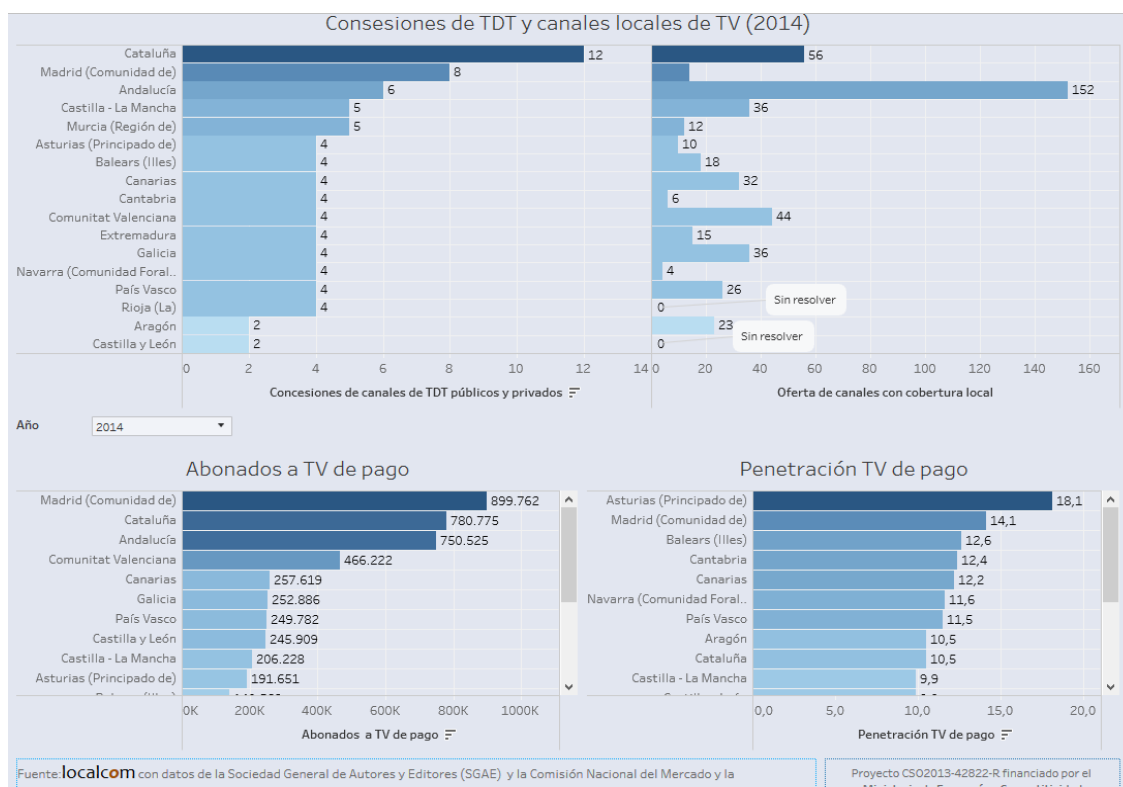 Consesiones de TDT y canales locales de TV (2014)
Cataluña 12 56
Madrid (Comunidad de) 8
Andalucía 6 152
Castilla - La Mancha 5 36
Murcia (Región de) 5 12
Asturias (Principado de) 4 10
Balears (Illes) 4 18
Canarias 4 32
Cantabria 4 6
Comunitat Valenciana 4 44
Extremadura 4 15
Galicia 4 36
Navarra (Comunidad Foral.. 4 4
País Vasco 4 26
Rioja (La) 4 0 Sin resolver
Aragón 2 23
Castilla y León 2 0 Sin resolver
0 2 4 6 8 10 12 14 0 20 40 60 80 100 120 140 160
Concesiones de canales de TDT públicos y privados Oferta de canales con cobertura local
Año 2014
Abonados a TV de pago
Madrid (Comunidad de) 899.762
Cataluña 780.775
Andalucía 750.525
Comunitat Valenciana 466.222
Canarias 257.619
Galicia 252.886
País Vasco 249.782
Castilla y León 245.909
Castilla - La Mancha 206.228
Asturias (Principado de) 191.651
0K 200K 400K 600K 800K 1000K
Abonados a TV de pago
Penetración TV de pago
Asturias (Principado de) 18,1
Madrid (Comunidad de) 14,1
Balears (Illes) 12,6
Cantabria 12,4
Canarias 12,2
Navarra (Comunidad Foral.. 11,6
País Vasco 11,5
Aragón 10,5
Cataluña 10,5
Castilla - La Mancha 9,9
0,0 5,0 10,0 15,0 20,0
Penetración TV de pago
Fuente:localcom con datos de la Sociedad General de Autores y Editores (SGAE) y la Comisión Nacional del Mercado y la
Proyecto CSO2013-42822-R financiado por el